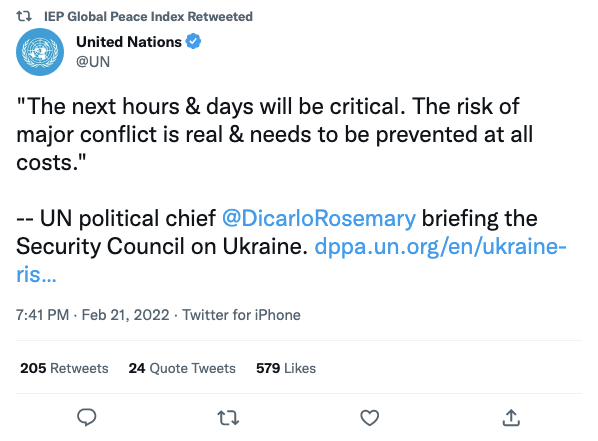 IEP Global Peace Index Retweeted
United Nations
@UN
"The next hours & days will be critical. The risk of
major conflict is real & needs to be prevented at all
costs."
-- UN political chief @DicarloRosemary briefing the
Security Council on Ukraine. dppa.un.org/en/ukraine-
ris...
7:41 PM · Feb 21, 2022 · Twitter for iPhone
205 Retweets 24 Quote Tweets 579 Likes